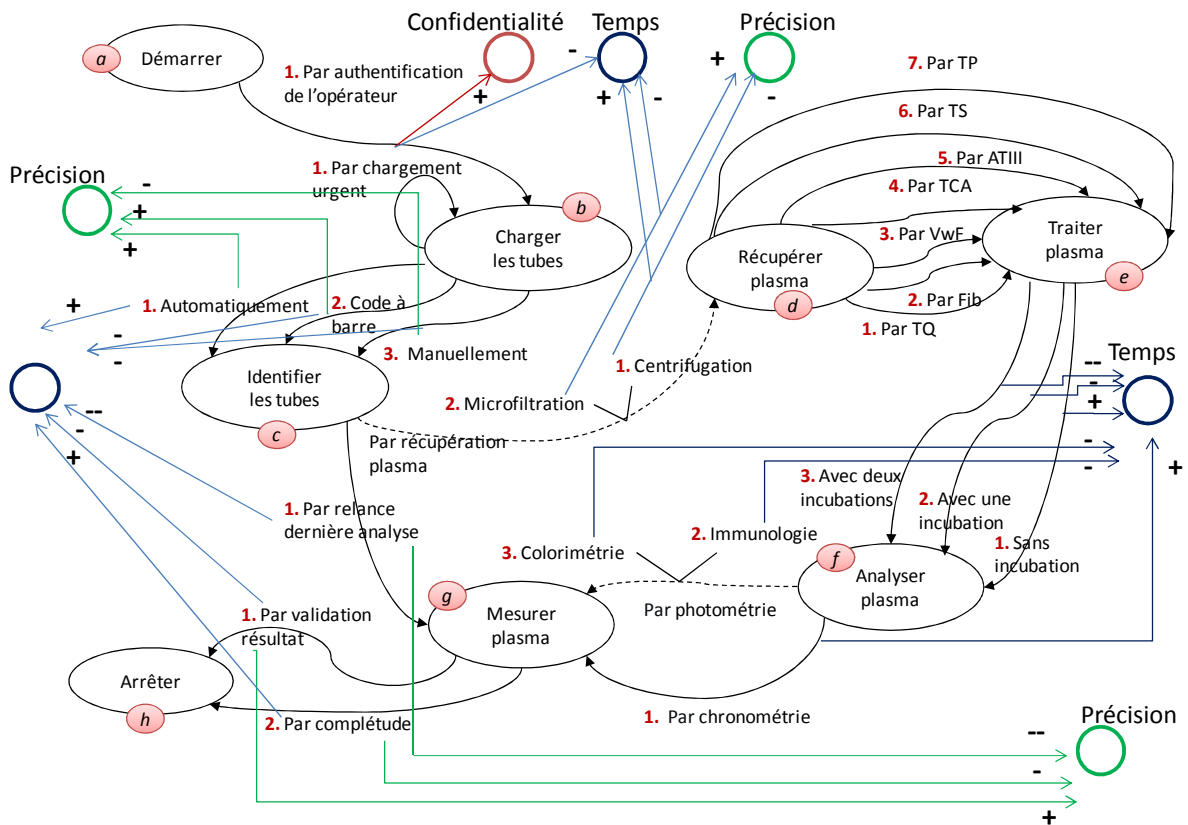 Confidentialité
Temps
Précision
a
Démarrer
-
+
7. Par TP
1. Par authentification
de l'opérateur
+
+
-
-
6. Par TS
1. Par chargement
urgent
5. Par ATIII
Précision
-
4. Par TCA
b
+
Charger
les tubes
3. Par VwF
Traiter
plasma
+
Récupérer
plasma
e
d
2. Par Fib
+
1. Automatiquement
2. Code à
barre
1. Par TQ
-
3. Manuellement
-
Temps
1. Centrifugation
--
Identifier
les tubes
-
2. Microfiltration
+
--
c
-
Par récupération
plasma
-
+
-
+
3. Avec deux
incubations
2. Avec une
incubation
1. Par relance
dernière analyse
2. Immunologie
1. Sans
incubation
3. Colorimétrie
f
Analyser
plasma
g
Mesurer
plasma
Par photométrie
1. Par validation
résultat
Arrêter
h
2. Par complétude
1. Par chronométrie
Précision
--
-
+